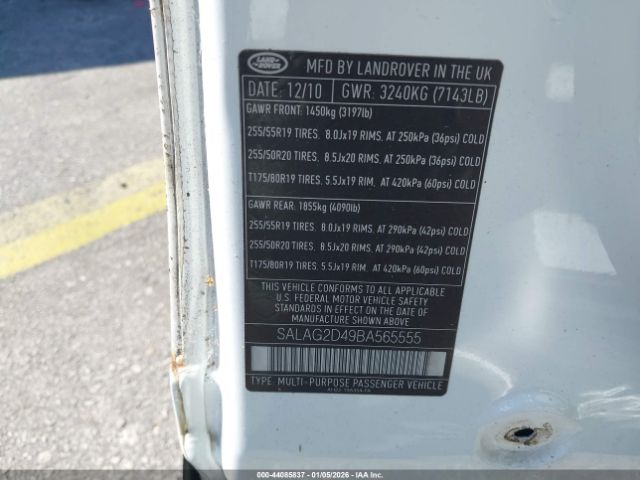 LAND ROVER
MFD BY LANDROVER IN THE UK
DATE: 12/10 GWR: 3240KG (7143LB)
GAWR FRONT: 1450kg (3197lb)
255/55R19 TIRES. 8.0Jx19 RIMS. AT 250kPa (36psi) COLD
255/50R20 TIRES. 8.5Jx20 RIMS. AT 250kPa (36psi) COLD
T175/80R19 TIRES. 5.5Jx19 RIM. AT 420kPa (60psi) COLD
GAWR REAR: 1855kg (4090lb)
255/55R19 TIRES. 8.0Jx19 RIMS. AT 290kPa (42psi) COLD
255/50R20 TIRES. 8.5Jx20 RIMS. AT 290kPa (42psi) COLD
T175/80R19 TIRES. 5.5Jx19 RIM. AT 420kPa (60psi) COLD
THIS VEHICLE CONFORMS TO ALL APPLICABLE
U.S. FEDERAL MOTOR VEHICLE SAFETY
STANDARDS IN EFFECT ON THE DATE OF
MANUFACTURE SHOWN ABOVE
SALAG2D49BA565555
TYPE: MULTI-PURPOSE PASSENGER VEHICLE
000-44085837 - 01/05/2026 - IAAI.com